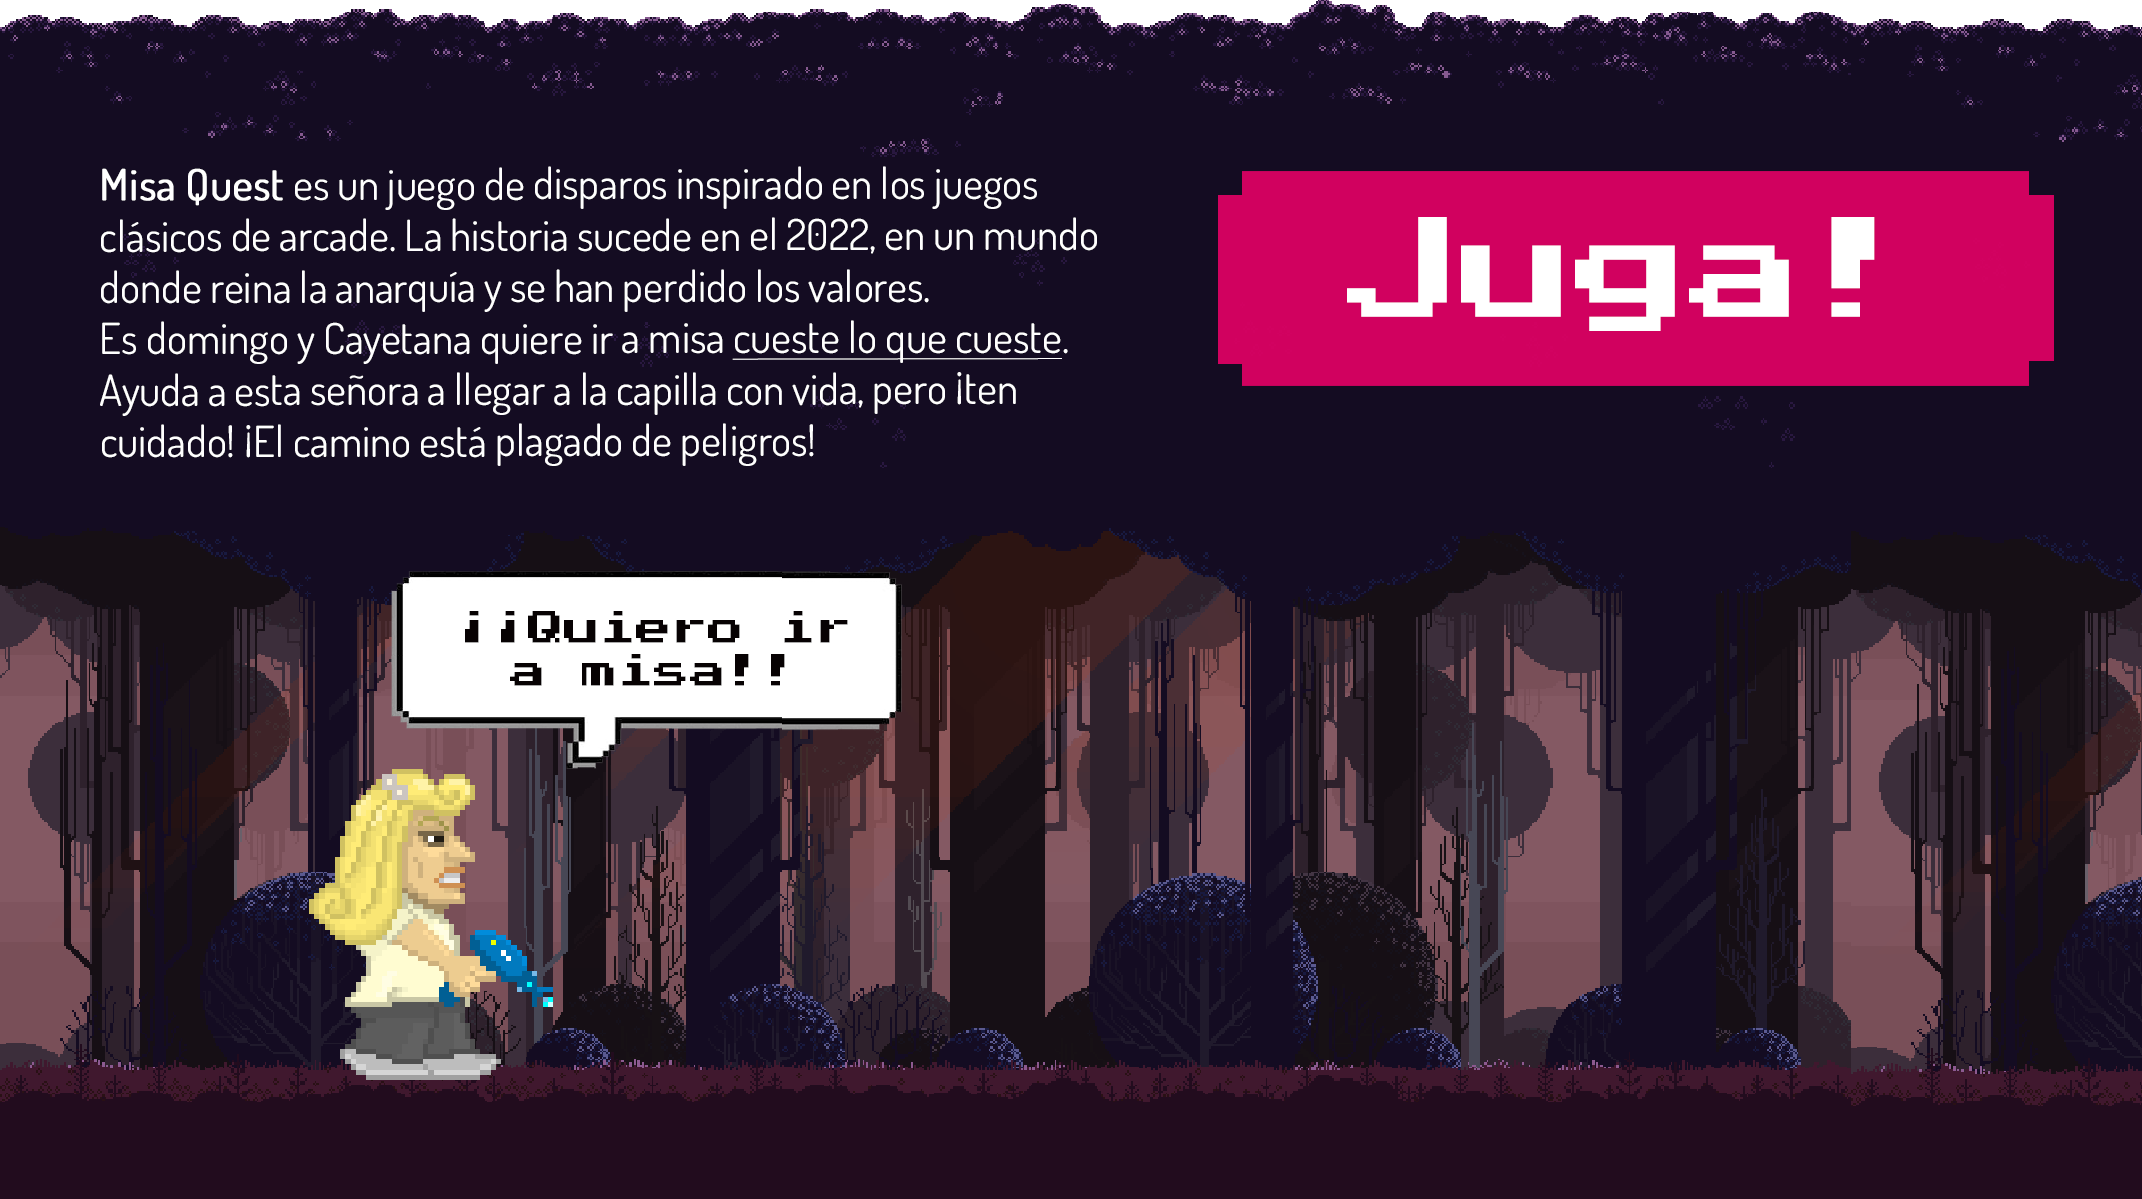 Misa Quest es un juego de disparos inspirado en los juegos
clásicos de arcade. La historia sucede en el 2022, en un mundo
donde reina la anarquía y se han perdido los valores.
Es domingo y Cayetana quiere ir a misa cueste lo que cueste.
Ayuda a esta señora a llegar a la capilla con vida, pero ¡ten
cuidado! ¡El camino está plagado de peligros!
Juga!
¡¡Quiero ir
a misa!!